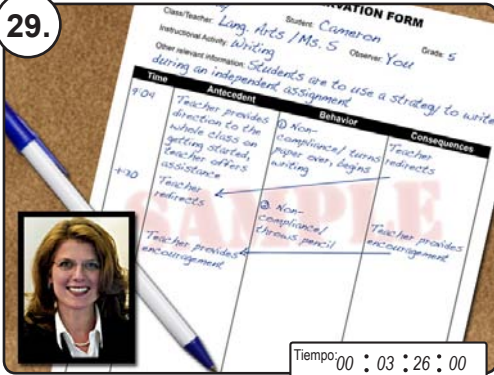 29.
RVATION FORM
Class/Teacher: Lang. Arts / Ms. S Student: Cameron Grade: 5
Instructional Activity: Writing Observer: You
Other relevant information: Students are to use a strategy to write
during an independent assignment
Time Antecedent Behavior Consequences
9:04
Teacher provides
direction to the
whole class on
getting started,
teacher offers
assistance
① Non-
compliance/ turns
paper over, begins
writing
Teacher
redirects
Teacher
redirects
② Non-
compliance/
throws pencil
Teacher provides
encouragement
Teacher provides
encouragement
SAMPLE
Tiempo: 00 : 03 : 26 : 00